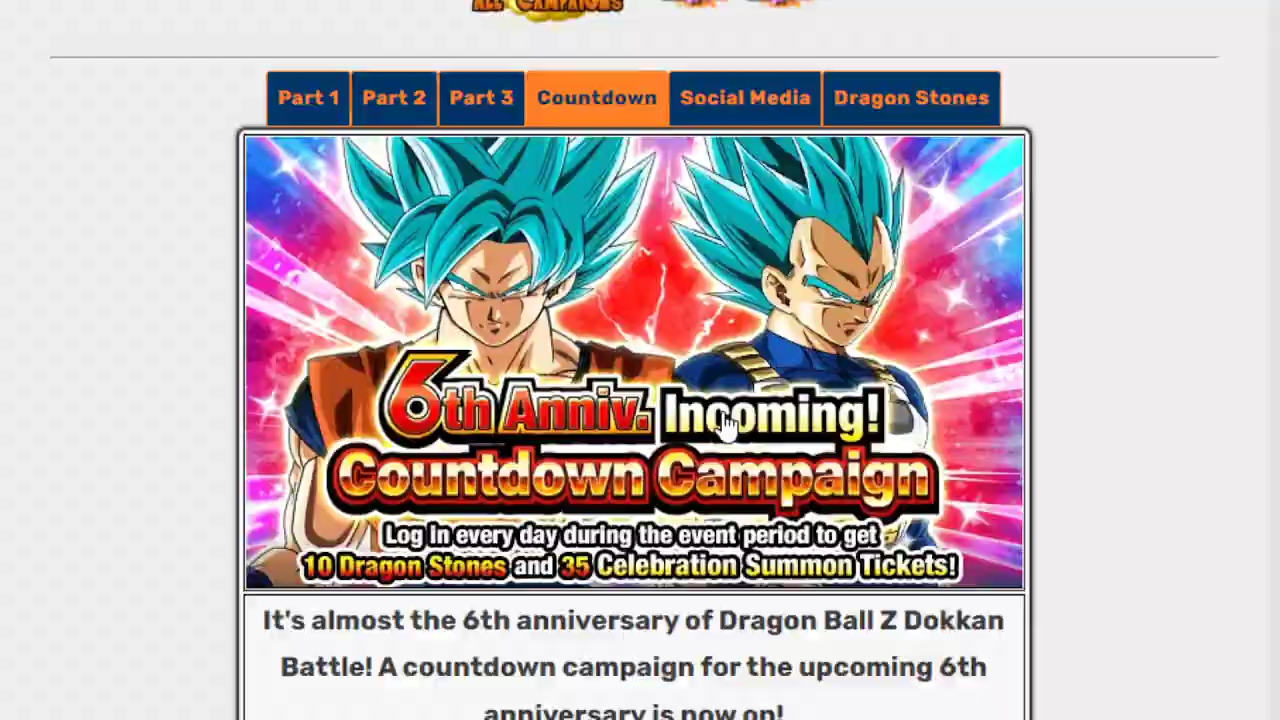 ALL CAMPAIGNS
Part 1 Part 2 Part 3 Countdown Social Media Dragon Stones
6th Anniv. Incoming!
Countdown Campaign
Log In every day during the event period to get
10 Dragon Stones and 35 Celebration Summon Tickets!
It's almost the 6th anniversary of Dragon Ball Z Dokkan
Battle! A countdown campaign for the upcoming 6th
anniversary is now on!